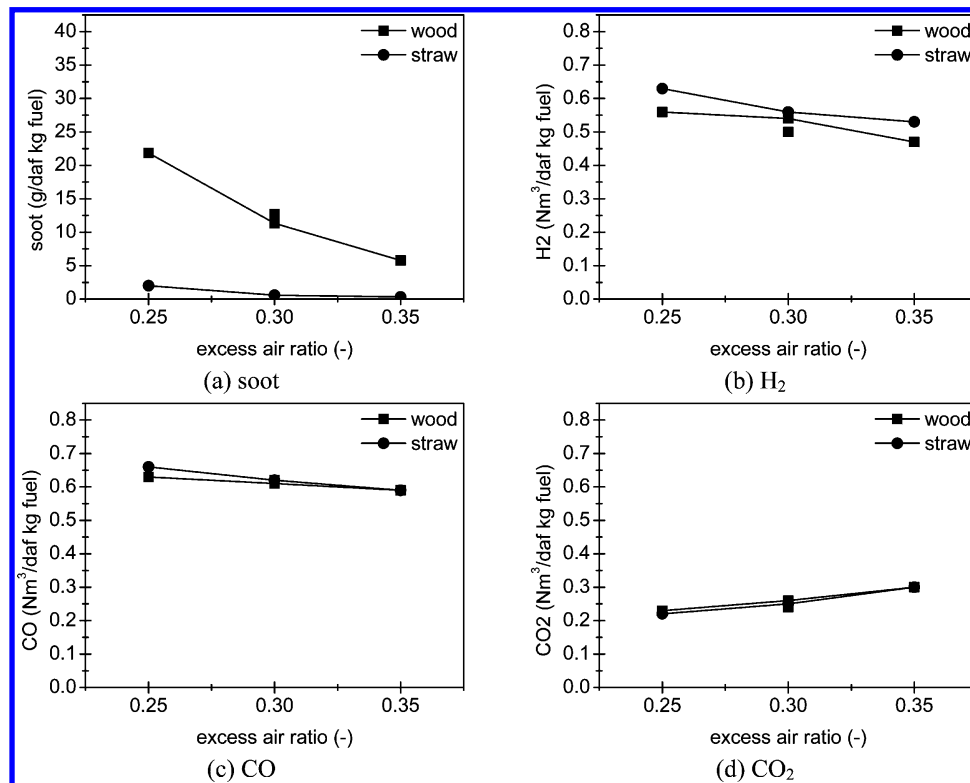 wood
straw
40
35
30
25
20
15
10
5
0
soot (g/daf kg fuel)
0.25 0.30 0.35
excess air ratio (-)
(a) soot
wood
straw
0.8
0.7
0.6
0.5
0.4
0.3
0.2
0.1
0.0
H2 (Nm³/daf kg fuel)
0.25 0.30 0.35
excess air ratio (-)
(b) H₂
wood
straw
0.8
0.7
0.6
0.5
0.4
0.3
0.2
0.1
0.0
CO (Nm³/daf kg fuel)
0.25 0.30 0.35
excess air ratio (-)
(c) CO
wood
straw
0.8
0.7
0.6
0.5
0.4
0.3
0.2
0.1
0.0
CO2 (Nm³/daf kg fuel)
0.25 0.30 0.35
excess air ratio (-)
(d) CO₂